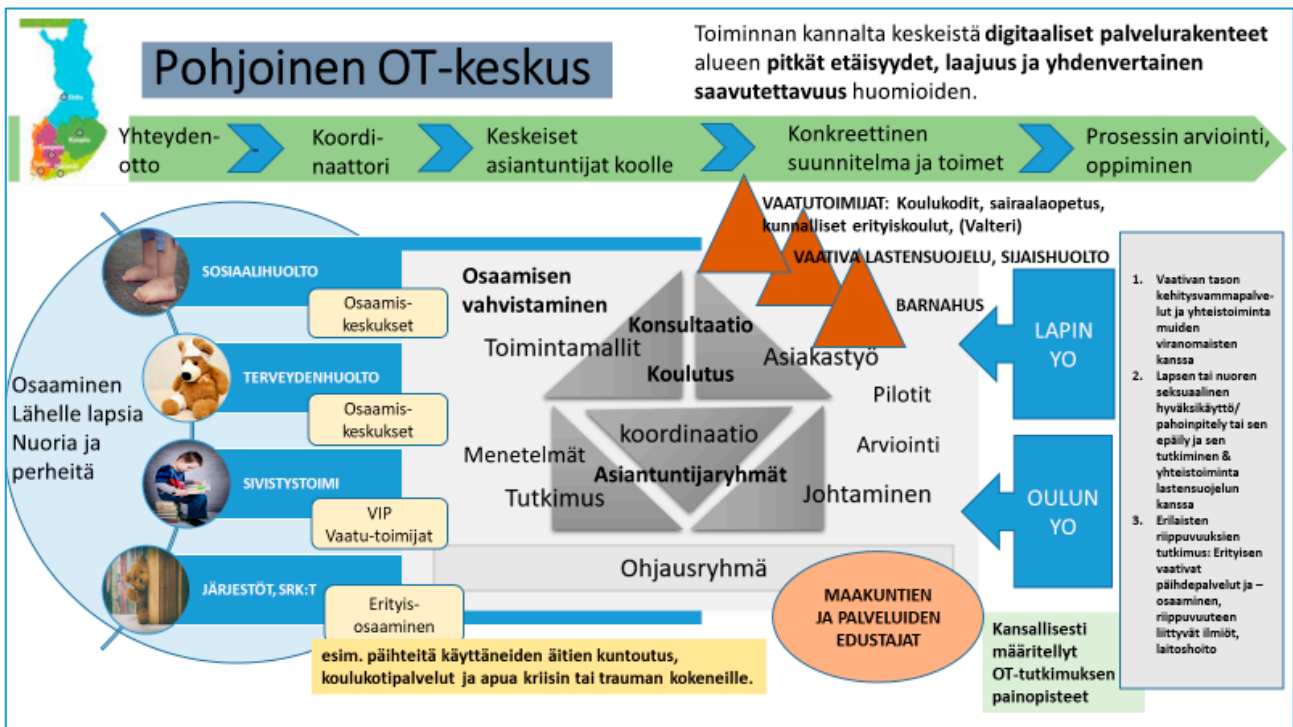 Pohjoinen OT-keskus
Toiminnan kannalta keskeistä digitaaliset palvelurakenteet
alueen pitkät etäisyydet, laajuus ja yhdenvertainen
saavutettavuus huomioiden.
Yhteyden-
otto
-
Koordi-
naattori
Keskeiset
asiantuntijat koolle
Konkreettinen
suunnitelma ja toimet
Prosessin arviointi,
oppiminen
Osaaminen
Lähelle lapsia
Nuoria ja
perheitä
SOSIAALIHUOLTO
Osaamis-
keskukset
TERVEYDENHUOLTO
Osaamis-
keskukset
SIVISTYSTOIMI
VIP
Vaatu-toimijat
JÄRJESTÖT, SRK:T
Erityis-
osaaminen
esim. päihteitä käyttäneiden äitien kuntoutus,
koulukotipalvelut ja apua kriisin tai trauman kokeneille.
Osaamisen
vahvistaminen
Toimintamallit
Konsultaatio
Koulutus
Menetelmät
Tutkimus
koordinaatio
Asiantuntijaryhmät
Asiakastyö
Pilotit
Arviointi
Johtaminen
Ohjausryhmä
VAATUTOIMIJAT: Koulukodit, sairaalaopetus,
kunnalliset erityiskoulut, (Valteri)
VAATIVA LASTENSUOJELU, SIJAISHUOLTO
BARNAHUS
MAAKUNTIEN
JA PALVELUIDEN
EDUSTAJAT
LAPIN
YO
OULUN
YO
Kansallisesti
määritellyt
OT-tutkimuksen
painopisteet
1. Vaativan tason
kehitysvammapalve-
lut ja yhteistoiminta
muiden
viranomaisten
kanssa
2. Lapsen tai nuoren
seksuaalinen
hyväksikäyttö/
pahoinpitely tai sen
epäily ja sen
tutkiminen &
yhteistoiminta
lastensuojelun
kanssa
3. Erilaisten
riippuvuuksien
tutkimus: Erityisen
vaativat
päihdepalvelut ja –
osaaminen,
riippuvuuteen
liittyvät ilmiöt,
laitoshoito